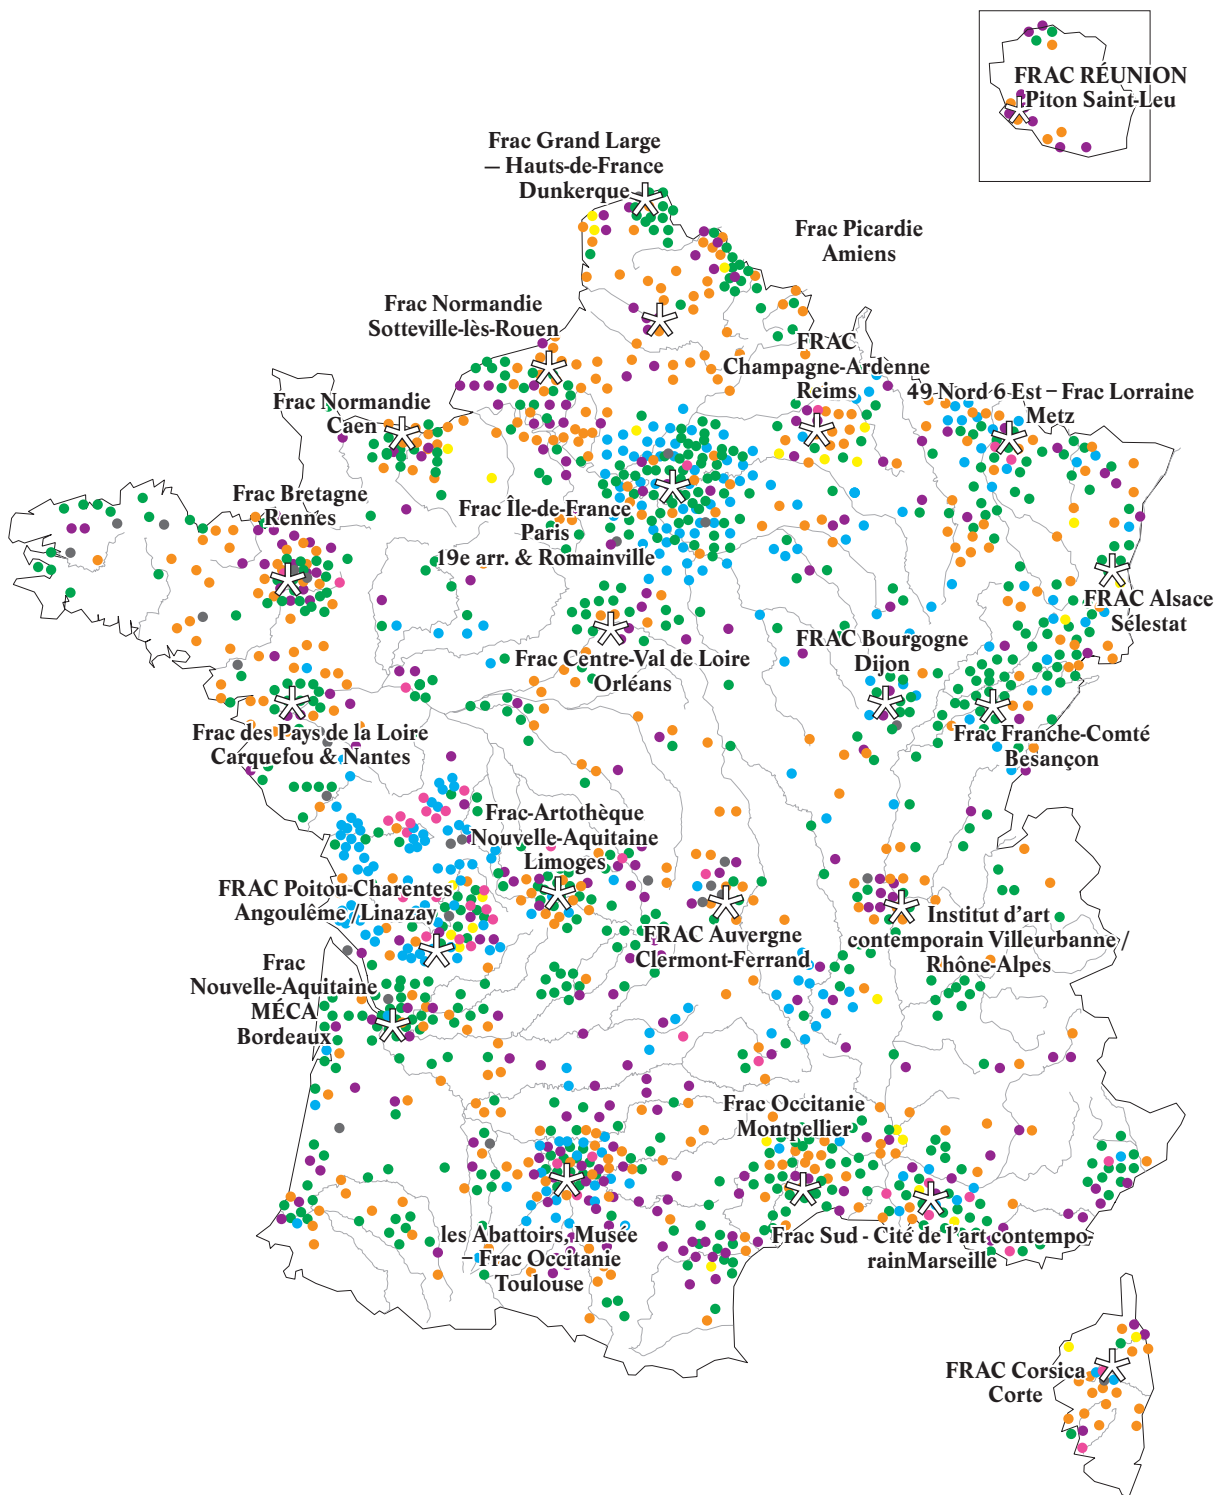 FRAC RÉUNION
Piton Saint-Leu
Frac Grand Large
– Hauts-de-France
Dunkerque
Frac Picardie
Amiens
Frac Normandie
Sotteville-lès-Rouen
FRAC
Champagne-Ardenne
Reims
49 Nord 6 Est – Frac Lorraine
Metz
Frac Normandie
Caen
Frac Bretagne
Rennes
Frac Île-de-France
Paris
19e arr. & Romainville
FRAC Alsace
Sélestat
Frac Centre-Val de Loire
Orléans
FRAC Bourgogne
Dijon
Frac des Pays de la Loire
Carquefou & Nantes
Frac Franche-Comté
Besançon
Frac-Artothèque
Nouvelle-Aquitaine
Limoges
FRAC Poitou-Charentes
Angoulême /Linazay
FRAC Auvergne
Clermont-Ferrand
Institut d'art
contemporain Villeurbanne /
Rhône-Alpes
Frac
Nouvelle-Aquitaine
MÉCA
Bordeaux
Frac Occitanie
Montpellier
les Abattoirs, Musée
– Frac Occitanie
Toulouse
Frac Sud - Cité de l'art contempo-
rainMarseille
FRAC Corsica
Corte